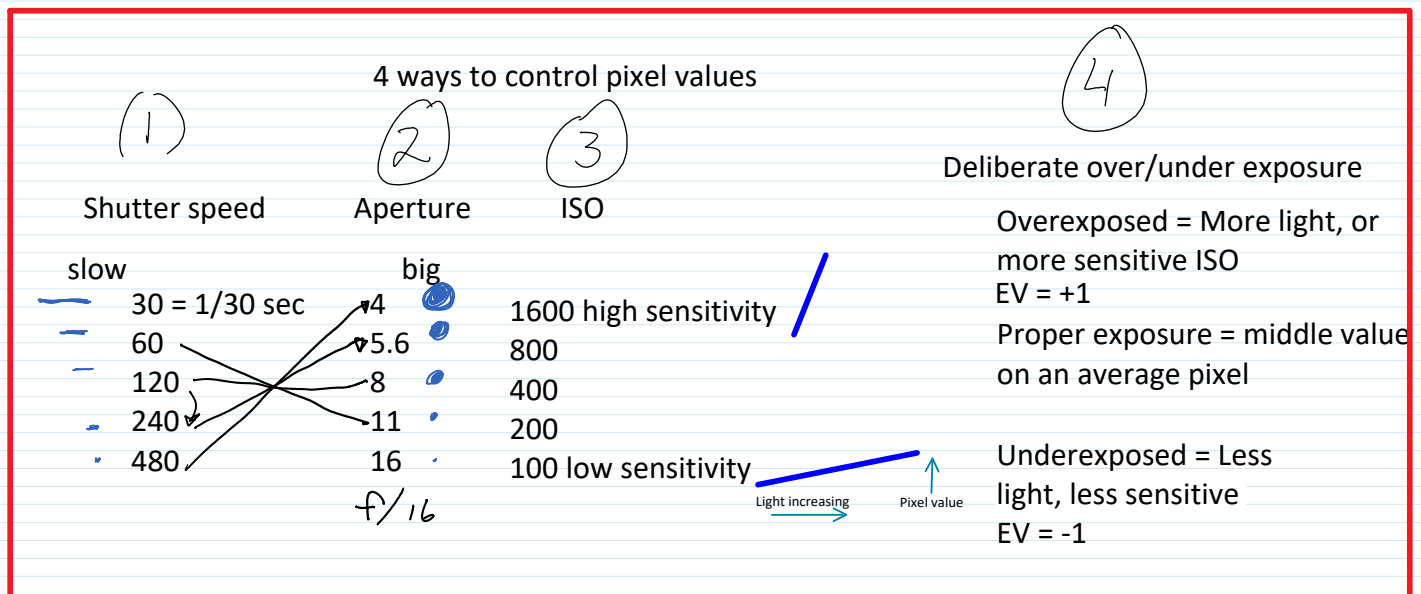 4 ways to control pixel values
1
2
3
4
Shutter speed
Aperture
ISO
slow
30 = 1/30 sec
60
120
240
480
big
4
5.6
8
11
16
f/16
1600 high sensitivity
800
400
200
100 low sensitivity
Light increasing
Pixel value
Deliberate over/under exposure
Overexposed = More light, or
more sensitive ISO
EV = +1
Proper exposure = middle value
on an average pixel
Underexposed = Less
light, less sensitive
EV = -1